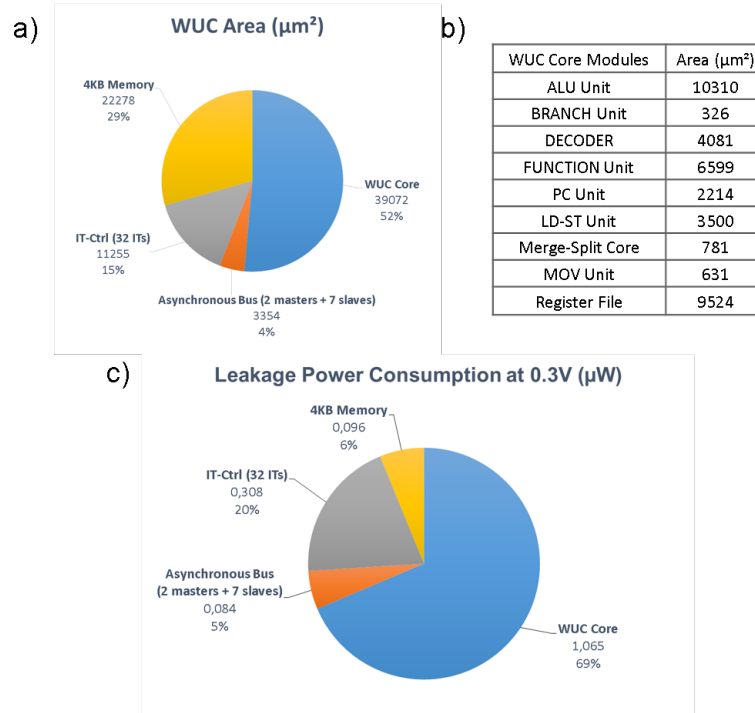 a)
WUC Area (µm²)
4KB Memory
22278
29%
WUC Core
39072
52%
IT-Ctrl (32 ITs)
11255
15%
Asynchronous Bus (2 masters + 7 slaves)
3354
4%
b)
WUC Core Modules Area (µm²)
ALU Unit 10310
BRANCH Unit 326
DECODER 4081
FUNCTION Unit 6599
PC Unit 2214
LD-ST Unit 3500
Merge-Split Core 781
MOV Unit 631
Register File 9524
c)
Leakage Power Consumption at 0.3V (µW)
4KB Memory
0,096
6%
IT-Ctrl (32 ITs)
0,308
20%
Asynchronous Bus
(2 masters + 7 slaves)
0,084
5%
WUC Core
1,065
69%